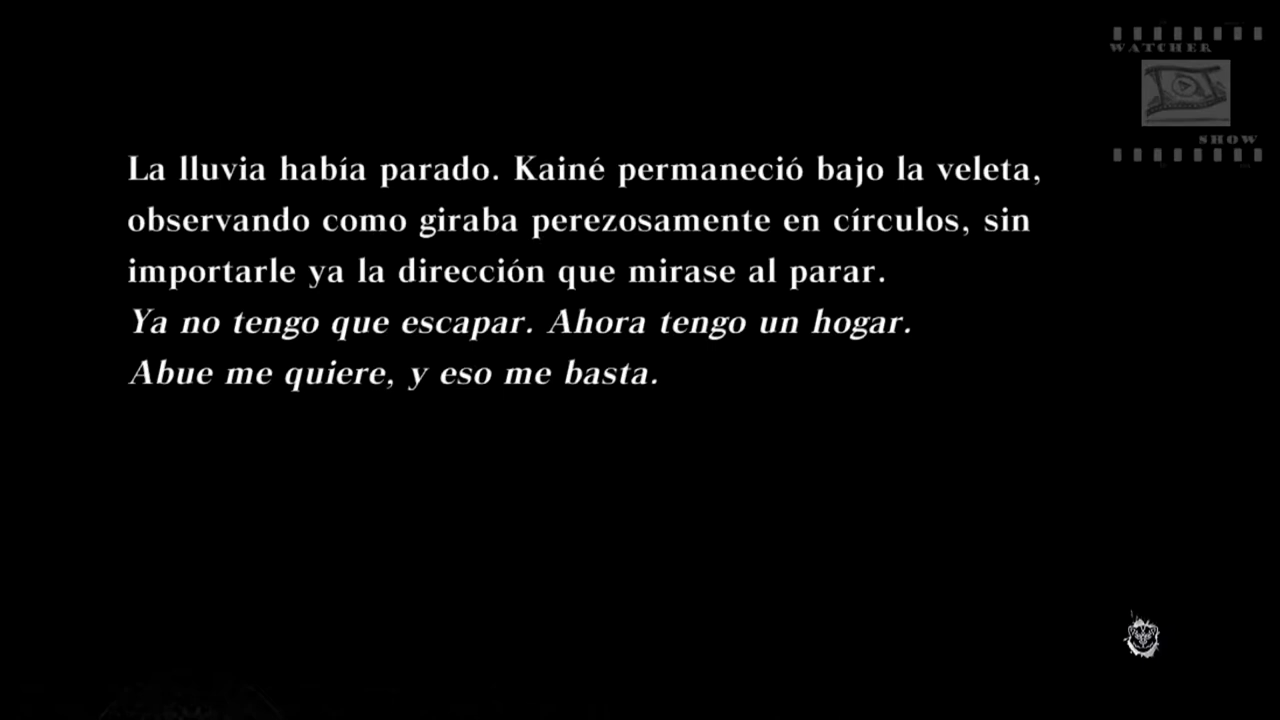 WATCHER
SHOW
La lluvia había parado. Kainé permaneció bajo la veleta,
observando como giraba perezosamente en círculos, sin
importarle ya la dirección que mirase al parar.
Ya no tengo que escapar. Ahora tengo un hogar.
Abue me quiere, y eso me basta.